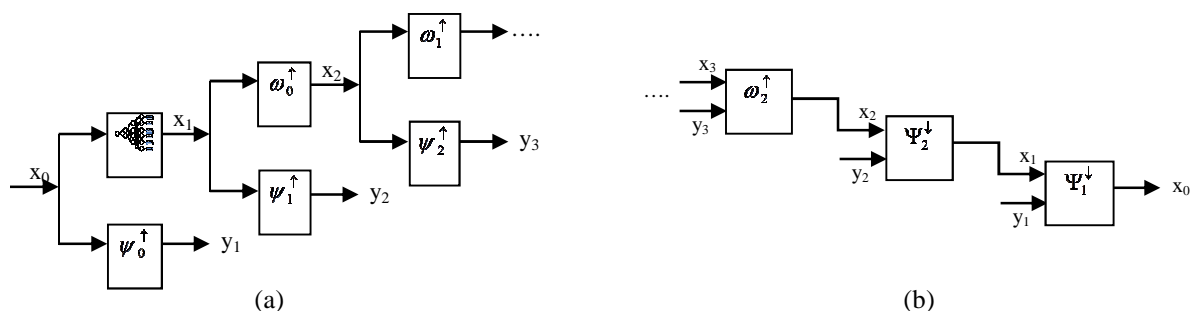 ω₁↑ ....
x₂
ω₀↑
x₁
ψ₂↑ y₃
x₀
ψ₁↑ y₂
ψ₀↑ y₁
(a)
x₃
.... ω₂↑
y₃
x₂
Ψ₂↓
y₂
x₁
Ψ₁↓ x₀
y₁
(b)